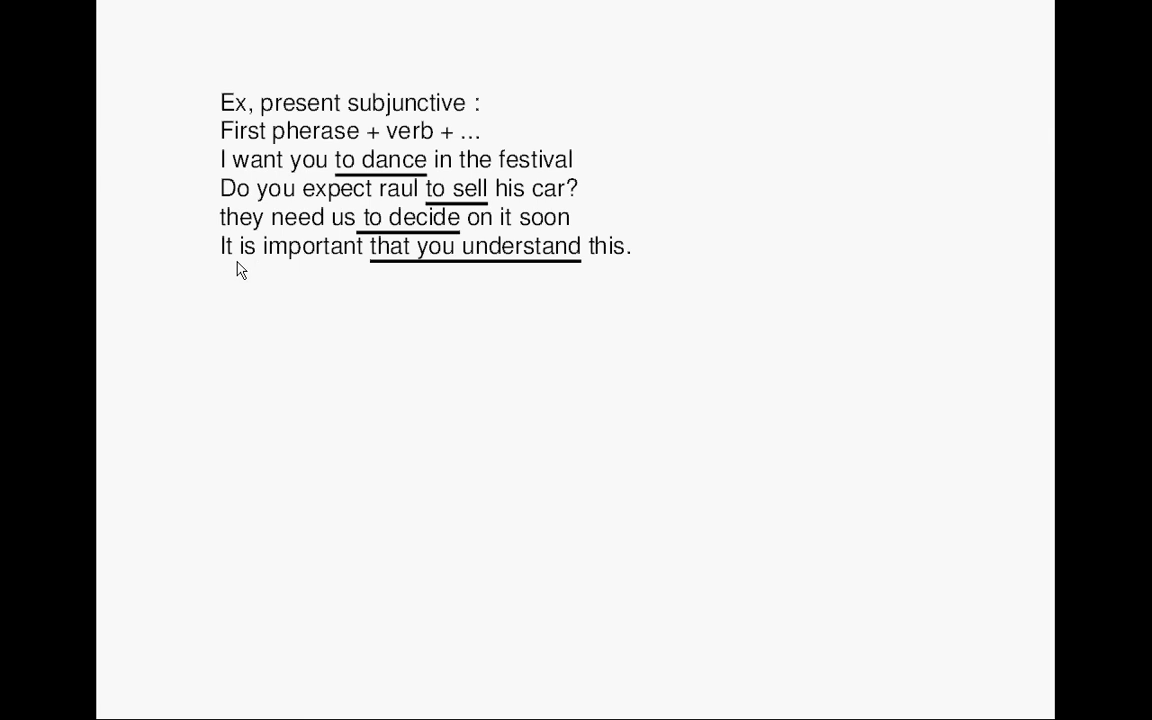 Ex, present subjunctive :
First pherase + verb + ...
I want you to dance in the festival
Do you expect raul to sell his car?
they need us to decide on it soon
It is important that you understand this.